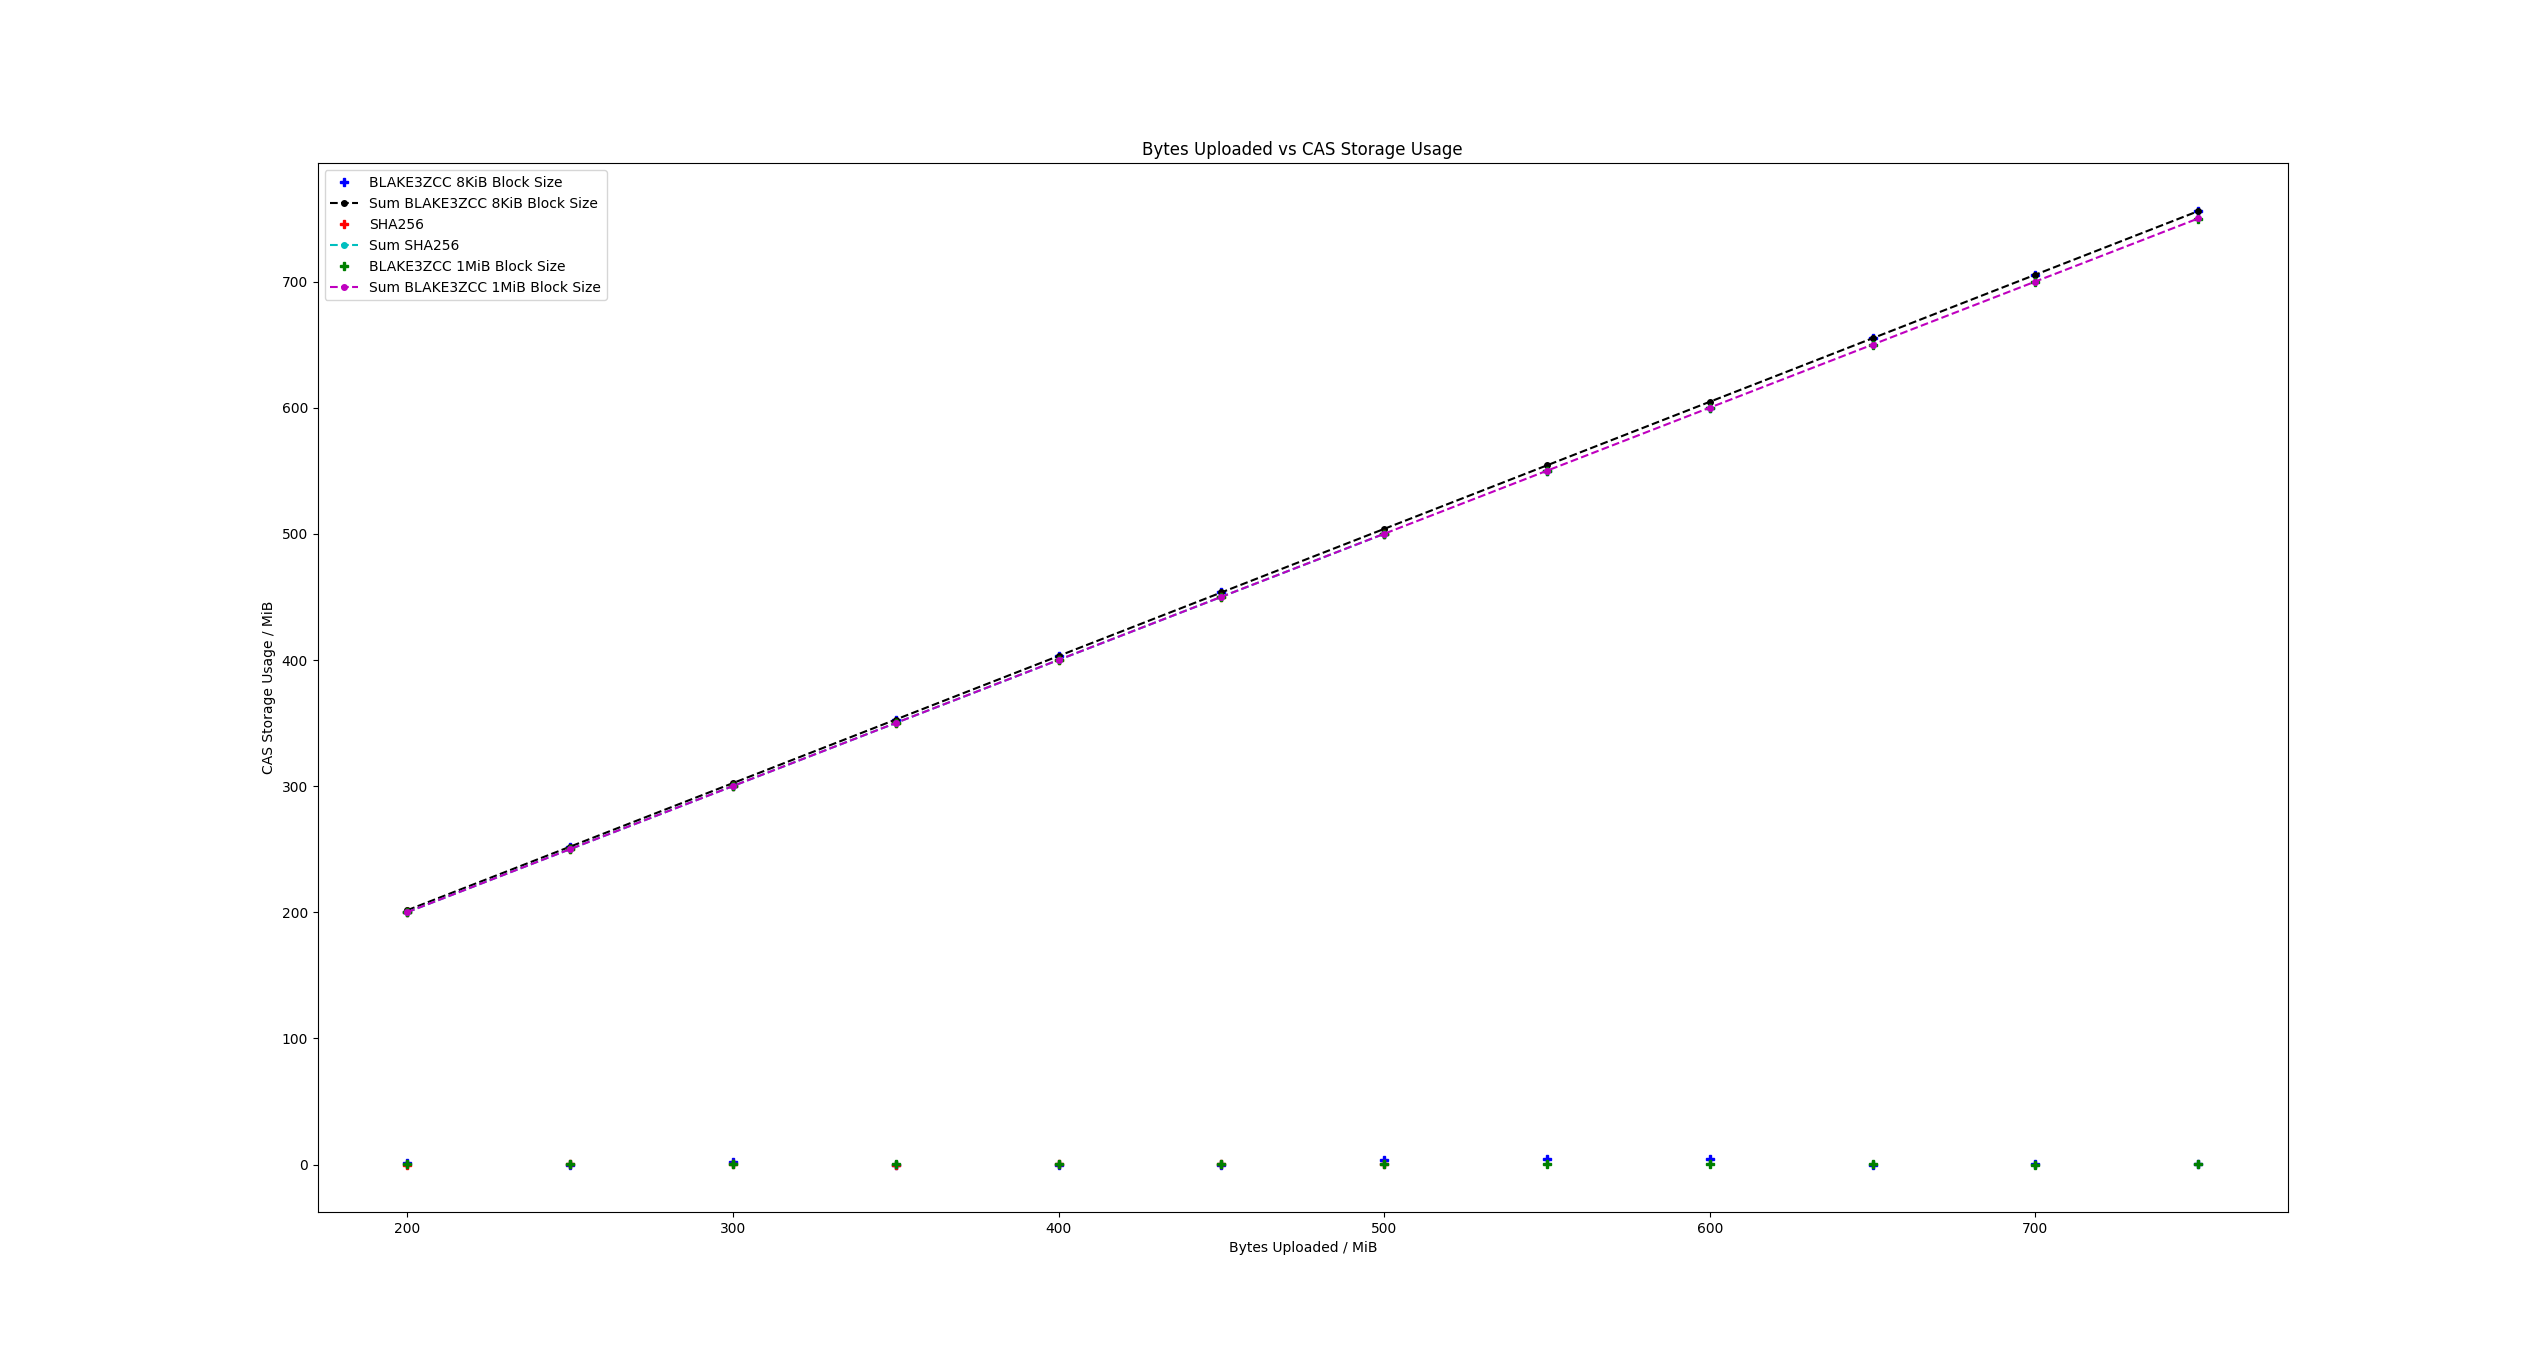 Bytes Uploaded vs CAS Storage Usage
BLAKE3ZCC 8KiB Block Size
Sum BLAKE3ZCC 8KiB Block Size
SHA256
Sum SHA256
BLAKE3ZCC 1MiB Block Size
Sum BLAKE3ZCC 1MiB Block Size
CAS Storage Usage / MiB
700
600
500
400
300
200
100
0
200 300 400 500 600 700
Bytes Uploaded / MiB